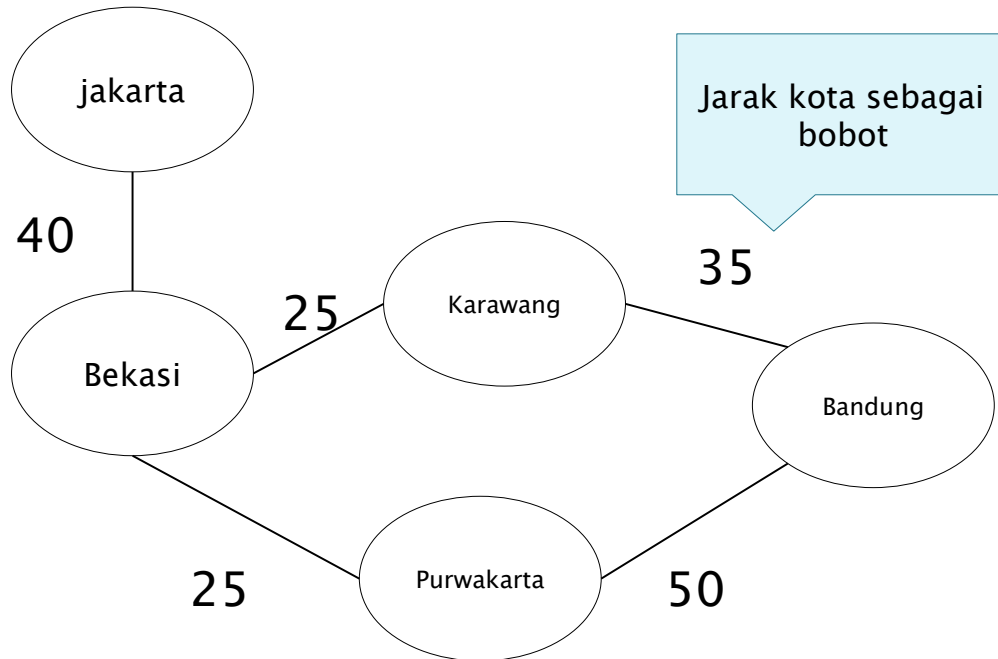 jakarta
Jarak kota sebagai
bobot
40
35
25
Karawang
Bekasi
Bandung
Purwakarta
25
50